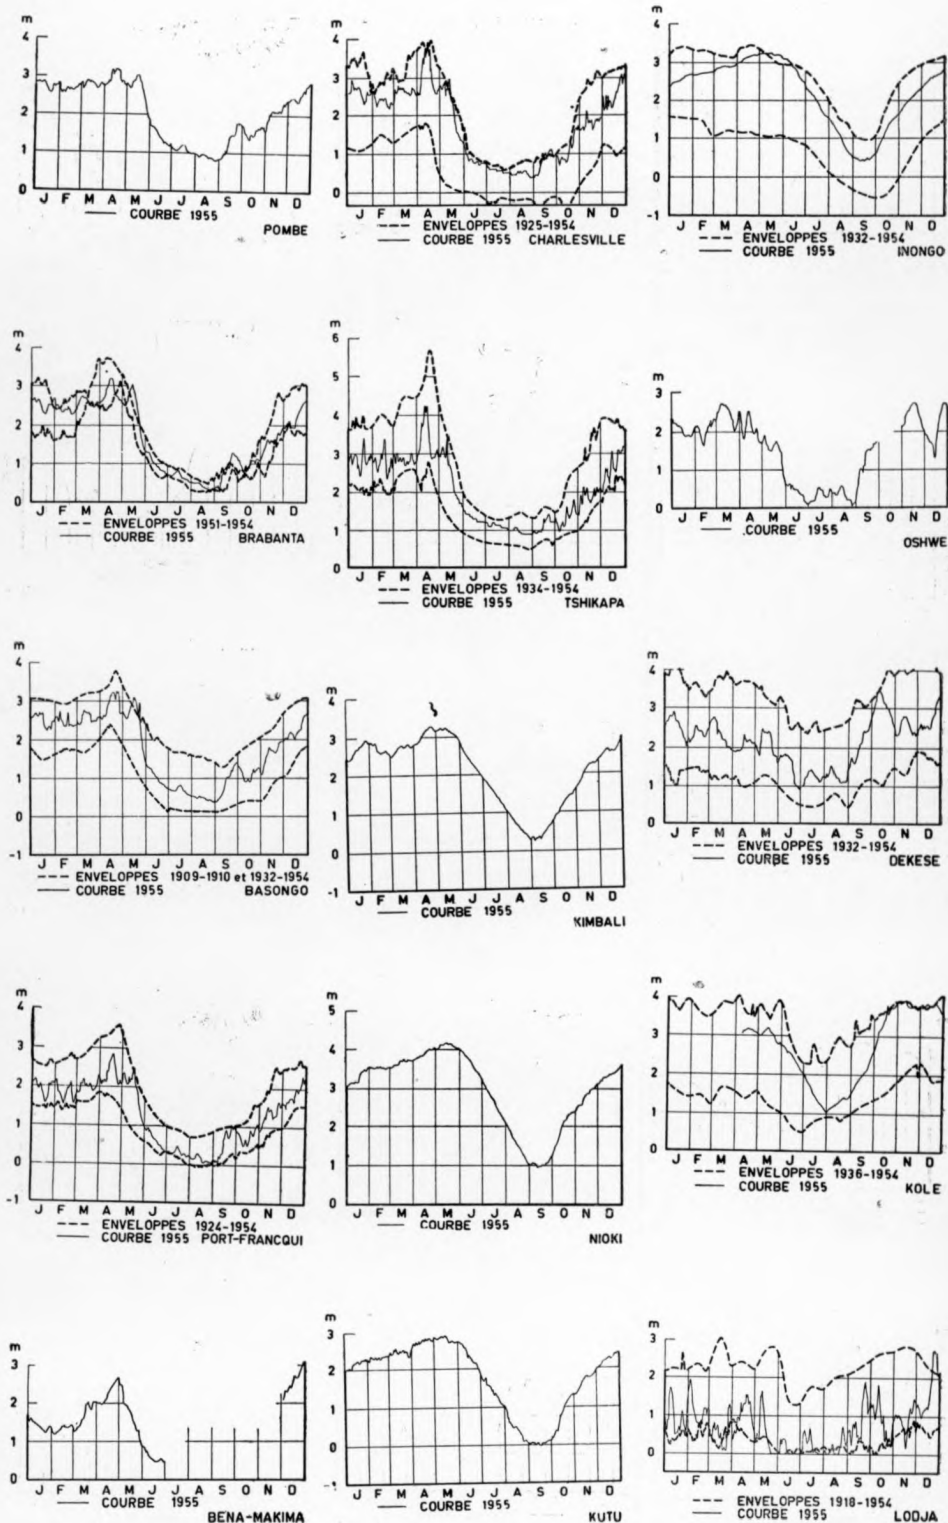 m
4
3
2
1
0
J F M A M J J A S O N D
COURBE 1955
POMBE
m
4
3
2
1
0
J F M A M J J A S O N D
ENVELOPPES 1925-1954
COURBE 1955 CHARLESVILLE
m
4
3
2
1
0
-1
J F M A M J J A S O N D
ENVELOPPES 1932-1954
COURBE 1955 INONGO
m
4
3
2
1
0
J F M A M J J A S O N D
ENVELOPPES 1951-1954
COURBE 1955 BRABANTA
m
6
5
4
3
2
1
0
J F M A M J J A S O N D
ENVELOPPES 1934-1954
COURBE 1955 TSHIKAPA
m
3
2
1
0
J F M A M J J A S O N D
COURBE 1955
OSHWE
m
4
3
2
1
0
-1
J F M A M J J A S O N D
ENVELOPPES 1909-1910 et 1932-1954
COURBE 1955 BASONGO
m
4
3
2
1
0
-1
J F M A M J J A S O N D
COURBE 1955
KIMBALI
m
4
3
2
1
0
J F M A M J J A S O N D
ENVELOPPES 1932-1954
COURBE 1955 DEKESE
m
4
3
2
1
0
-1
J F M A M J J A S O N D
ENVELOPPES 1924-1954
COURBE 1955 PORT-FRANCQUI
m
5
4
3
2
1
0
J F M A M J J A S O N D
COURBE 1955
NIOKI
m
4
3
2
1
0
J F M A M J J A S O N D
ENVELOPPES 1936-1954
COURBE 1955 KOLE
m
3
2
1
0
J F M A M J J A S O N D
COURBE 1955
BENA-MAKIMA
m
3
2
1
0
-1
J F M A M J J A S O N D
COURBE 1955
KUTU
m
3
2
1
0
J F M A M J J A S O N D
ENVELOPPES 1918-1954
COURBE 1955 LODJA